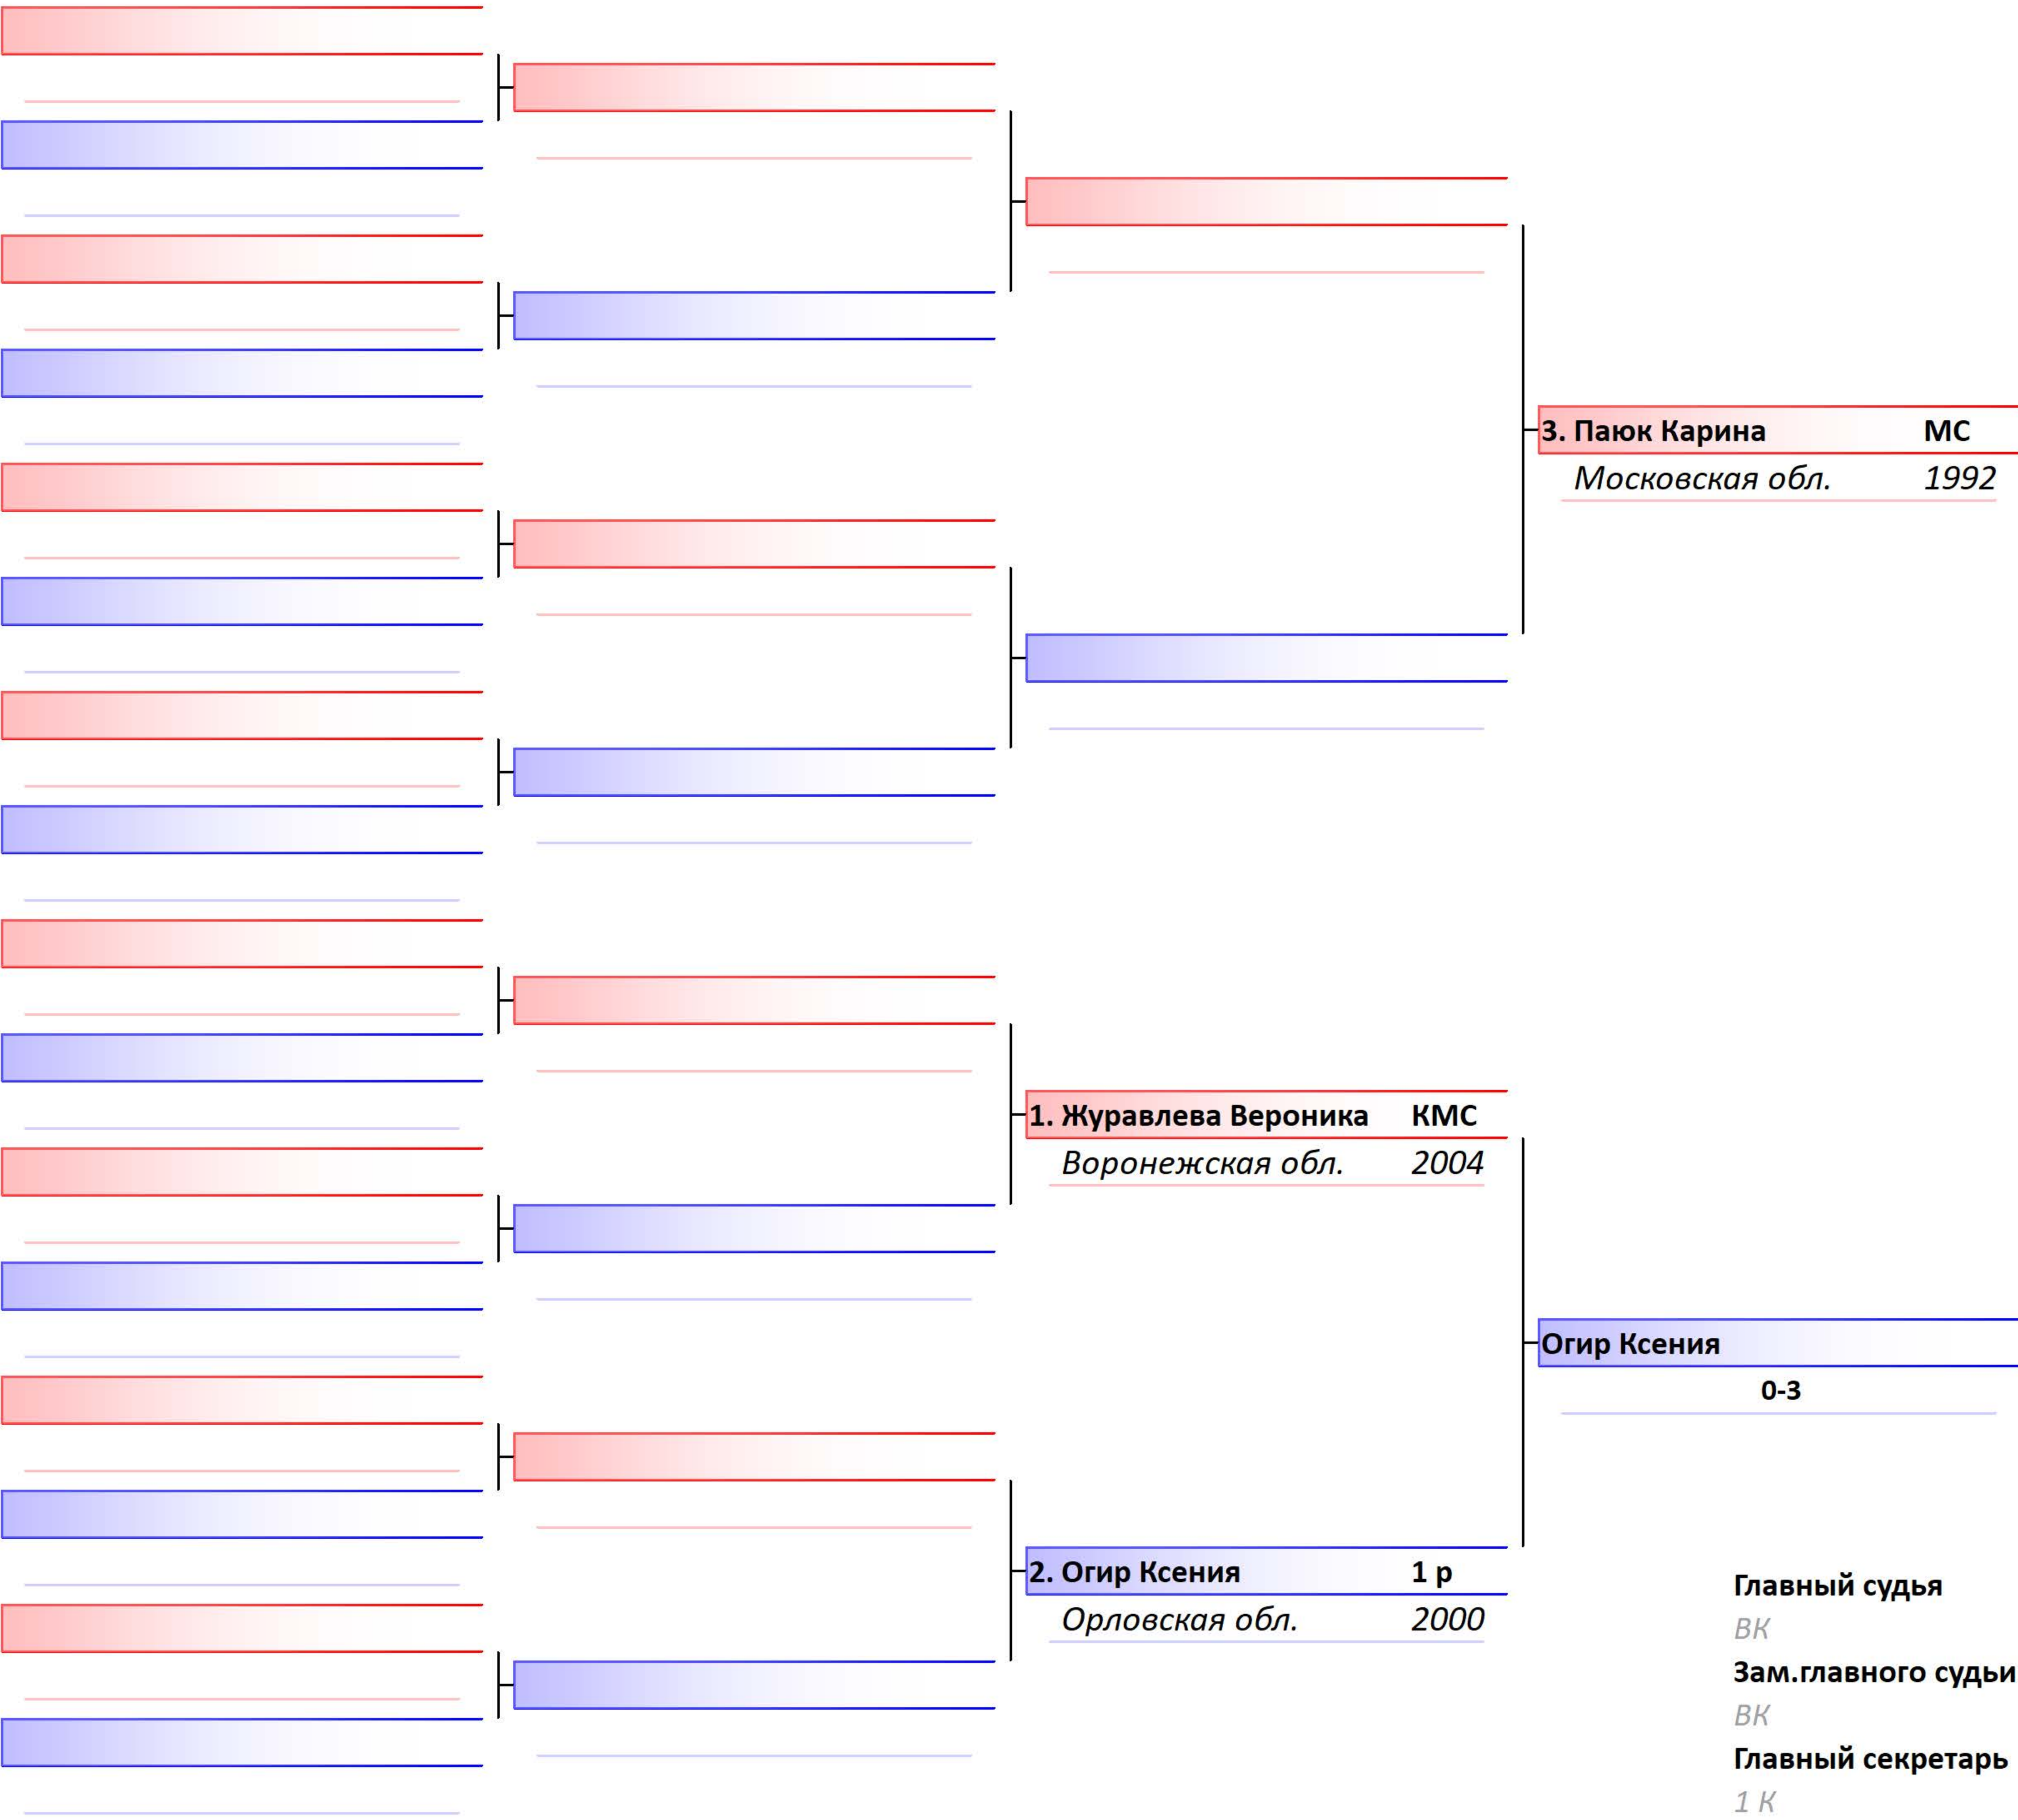 3. Паюк Карина МС
Московская обл. 1992
1. Журавлева Вероника КМС
Воронежская обл. 2004
Огир Ксения
0-3
2. Огир Ксения 1 р
Орловская обл. 2000
Главный судья
ВК
Зам.главного судьи
ВК
Главный секретарь
1 К